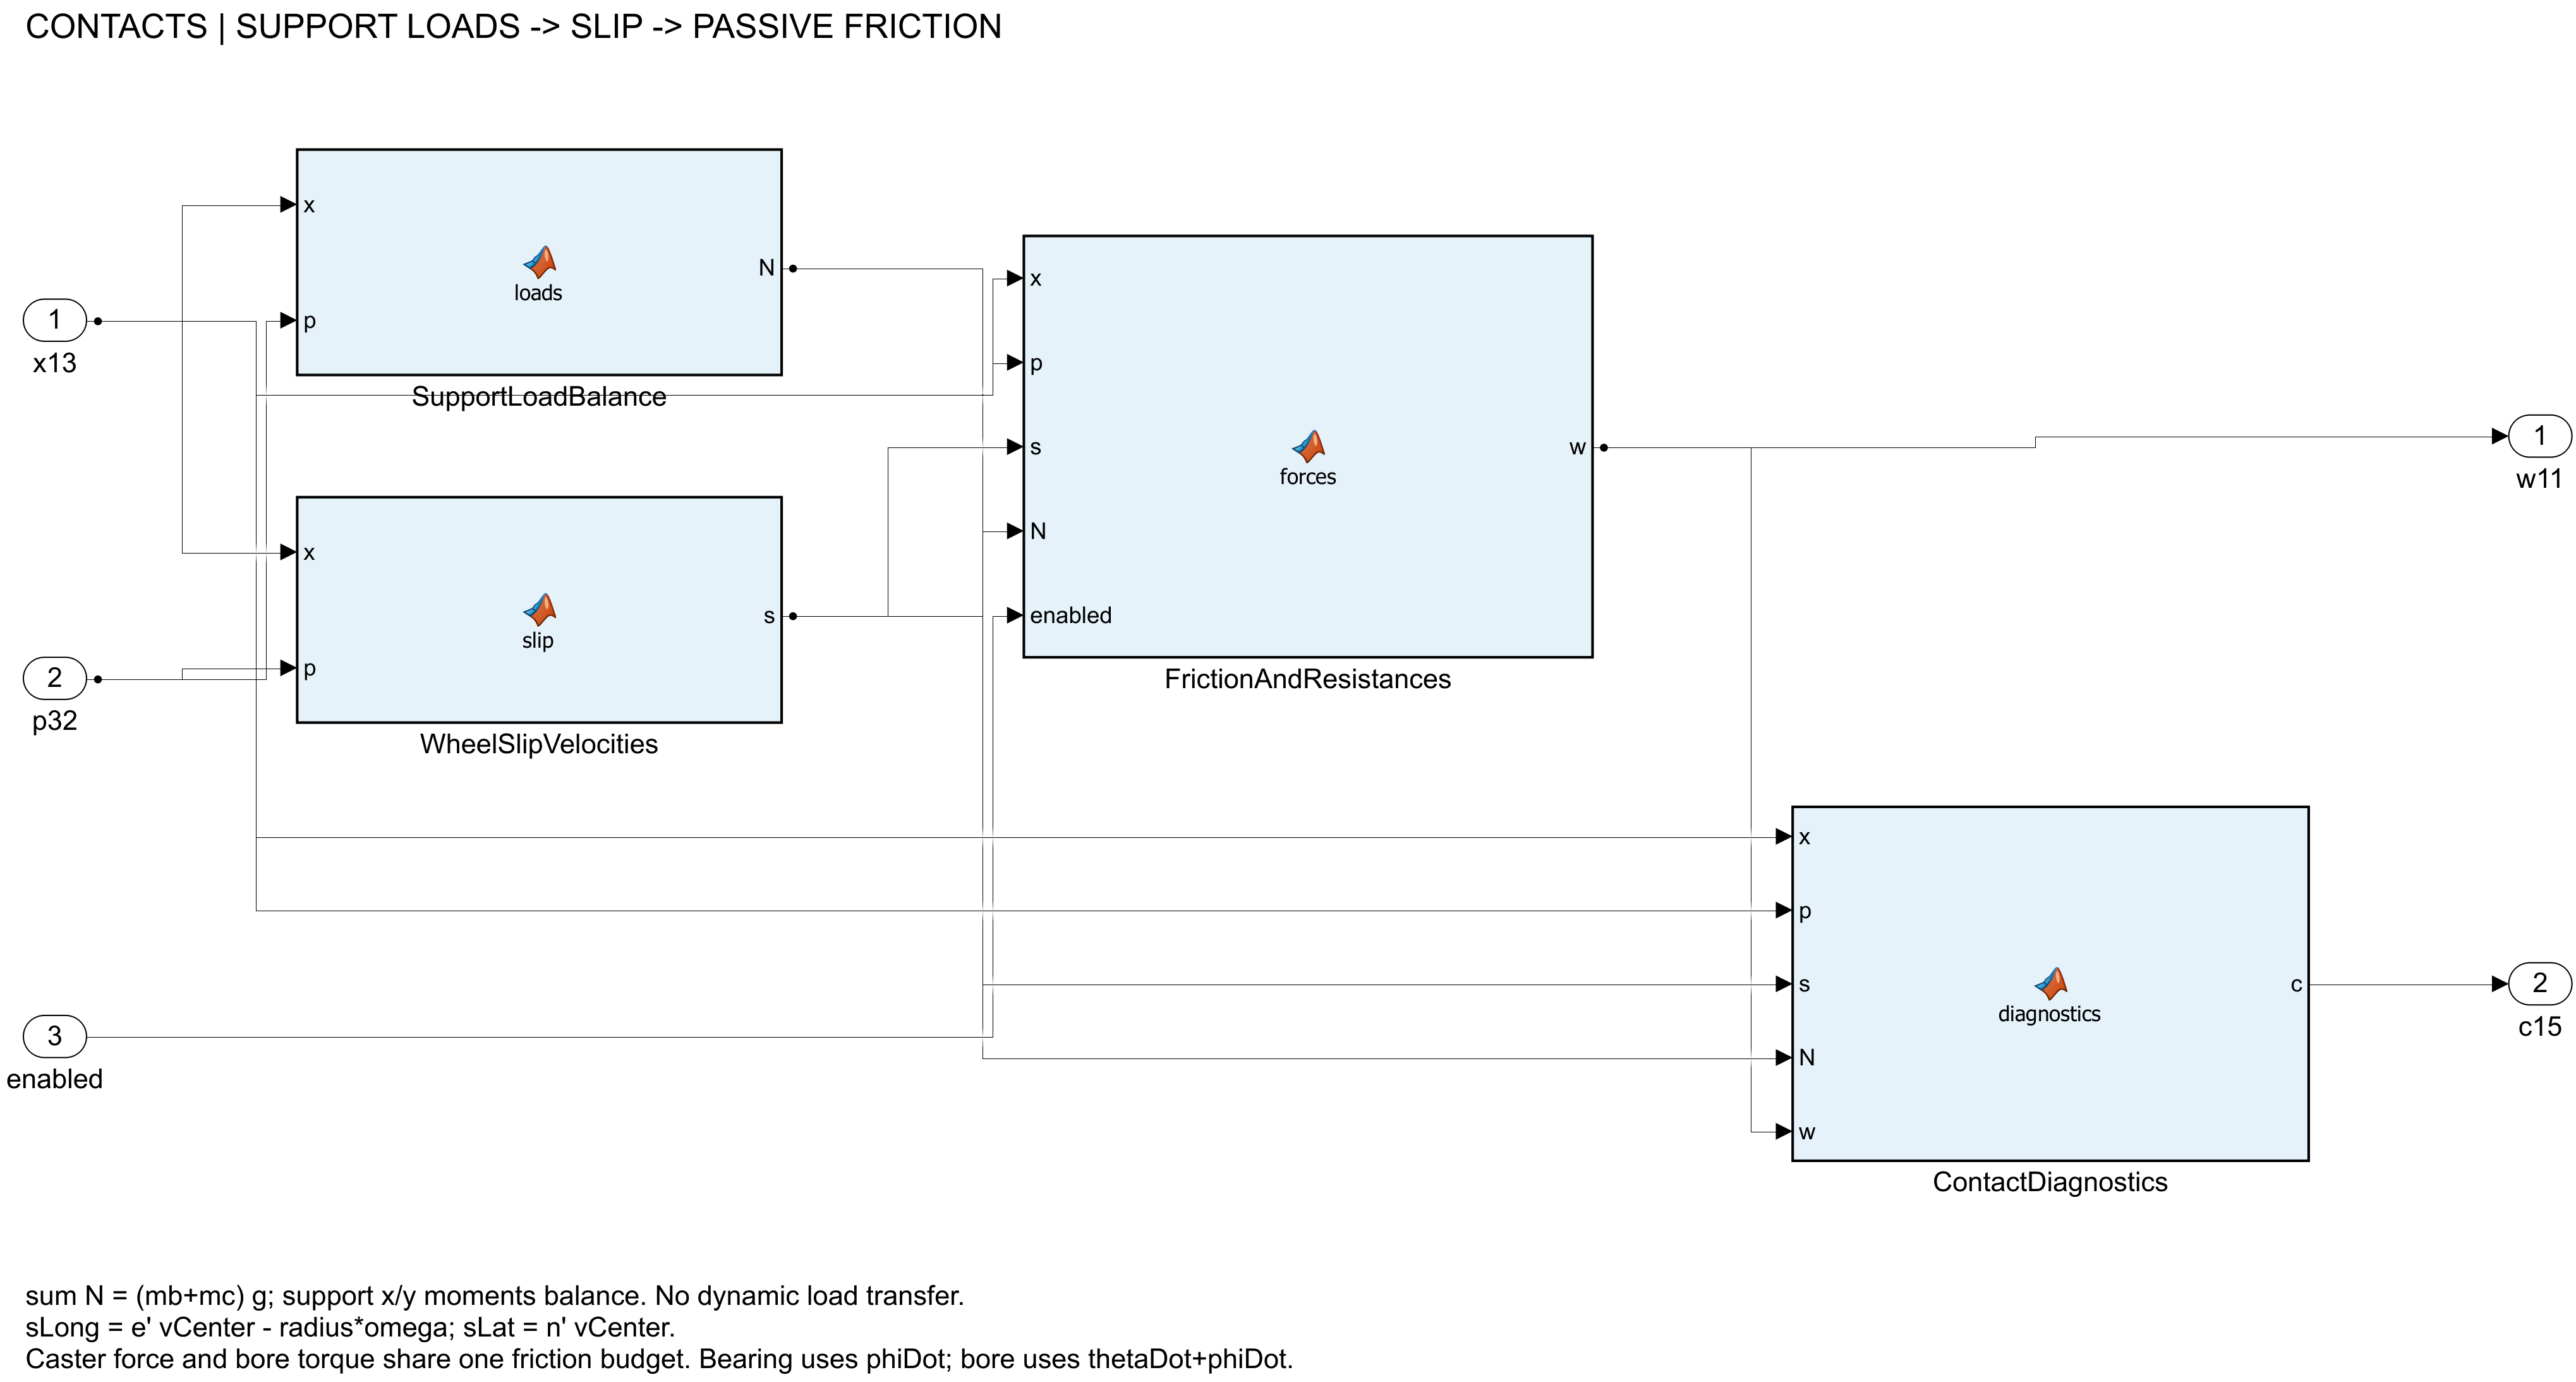 CONTACTS | SUPPORT LOADS -> SLIP -> PASSIVE FRICTION
x
loads
N
p
SupportLoadBalance
1
x13
x
slip
s
p
WheelSlipVelocities
2
p32
3
enabled
x
p
s
N
enabled
forces
w
FrictionAndResistances
1
w11
x
p
s
N
w
diagnostics
c
ContactDiagnostics
2
c15
sum N = (mb+mc) g; support x/y moments balance. No dynamic load transfer.
sLong = e' vCenter - radius*omega; sLat = n' vCenter.
Caster force and bore torque share one friction budget. Bearing uses phiDot; bore uses thetaDot+phiDot.